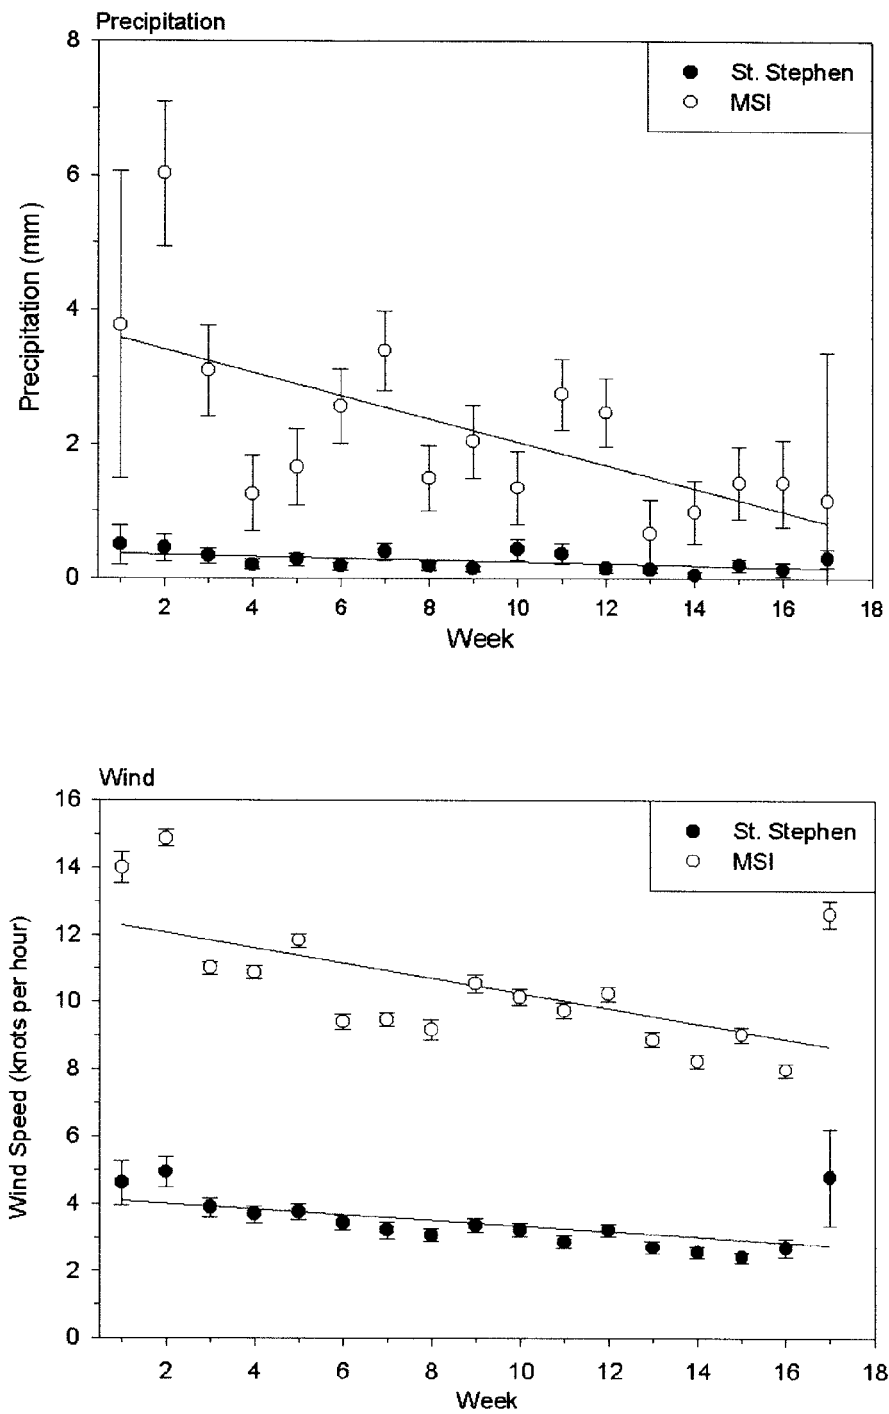 Precipitation
8
6
4
2
0
Precipitation (mm)
St. Stephen
MSI
2 4 6 8 10 12 14 16 18
Week
Wind
16
14
12
10
8
6
4
2
0
Wind Speed (knots per hour)
St. Stephen
MSI
2 4 6 8 10 12 14 16 18
Week